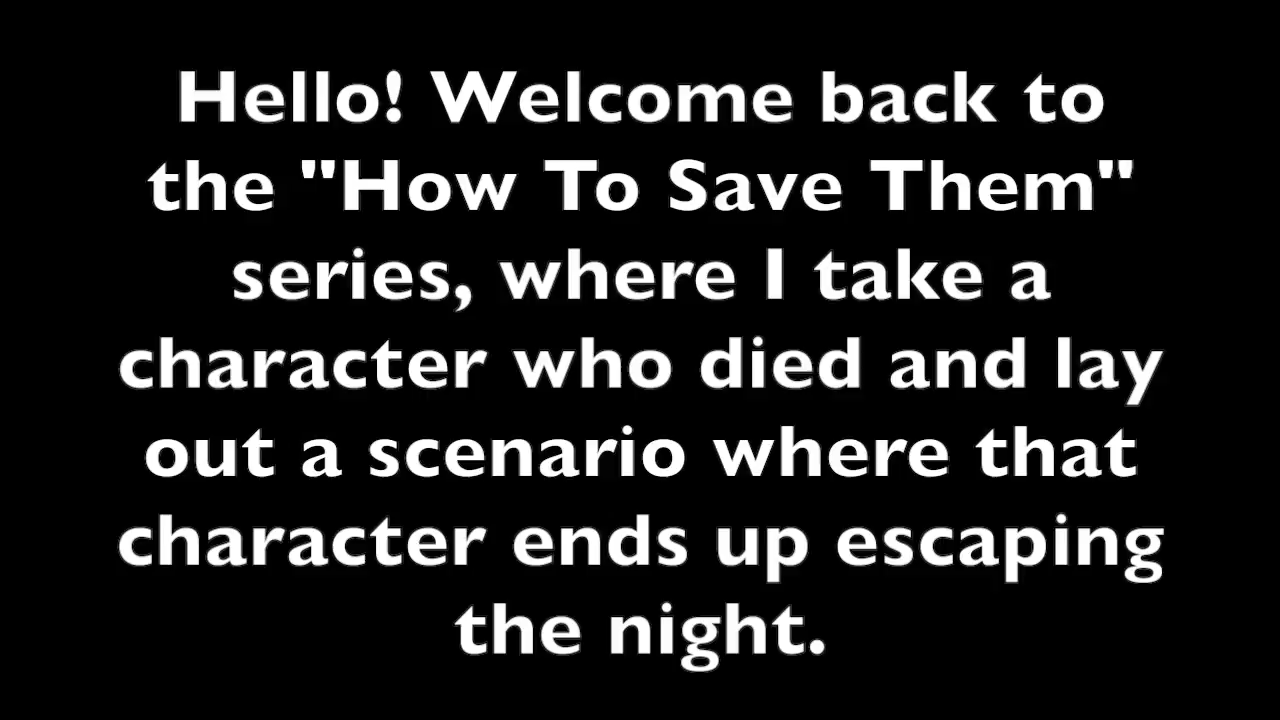 Hello! Welcome back to
the "How To Save Them"
series, where I take a
character who died and lay
out a scenario where that
character ends up escaping
the night.